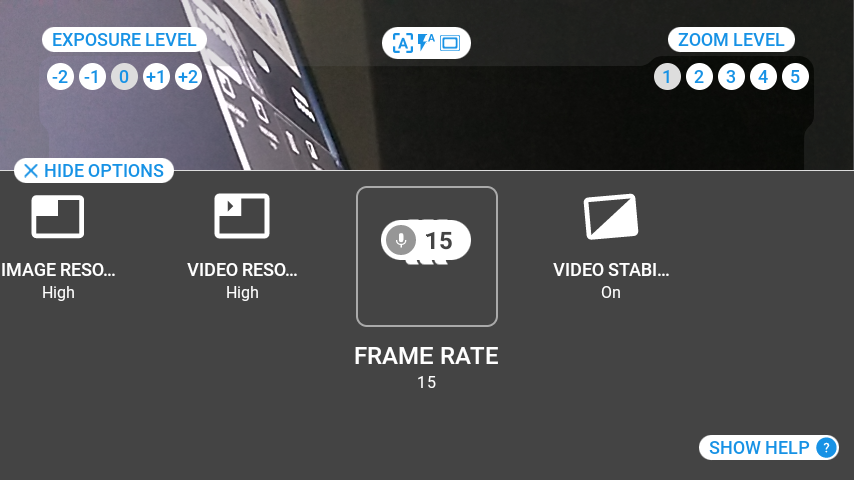 EXPOSURE LEVEL
-2 -1 0 +1 +2
A A
ZOOM LEVEL
1 2 3 4 5
HIDE OPTIONS
IMAGE RESO...
High
VIDEO RESO...
High
15
FRAME RATE
15
VIDEO STABI...
On
SHOW HELP ?